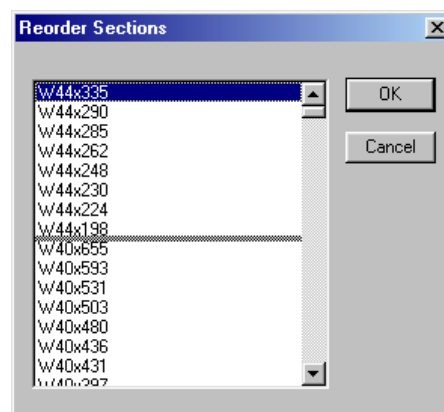 Reorder Sections
W44x335
W44x290
W44x285
W44x262
W44x248
W44x230
W44x224
W44x198
W40x655
W40x593
W40x531
W40x503
W40x480
W40x436
W40x431
W40x397
OK
Cancel